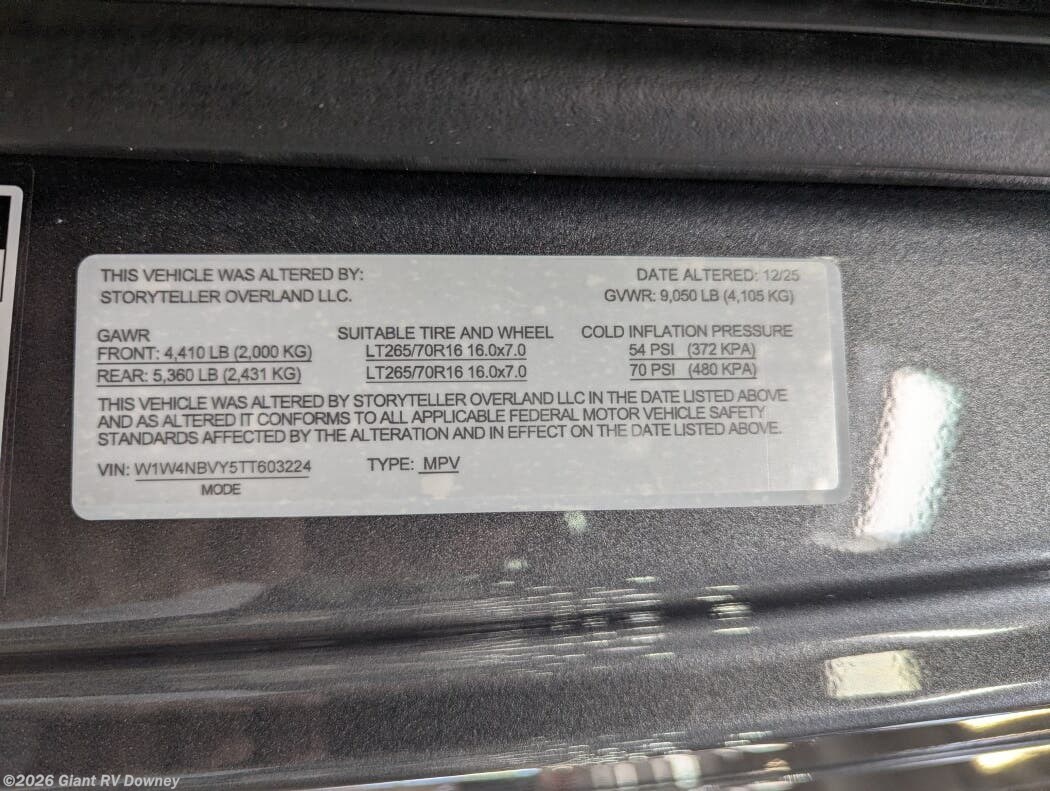 THIS VEHICLE WAS ALTERED BY:
STORYTELLER OVERLAND LLC.
DATE ALTERED: 12/25
GVWR: 9,050 LB (4,105 KG)
GAWR SUITABLE TIRE AND WHEEL COLD INFLATION PRESSURE
FRONT: 4,410 LB (2,000 KG) LT265/70R16 16.0x7.0 54 PSI (372 KPA)
REAR: 5,360 LB (2,431 KG) LT265/70R16 16.0x7.0 70 PSI (480 KPA)
THIS VEHICLE WAS ALTERED BY STORYTELLER OVERLAND LLC IN THE DATE LISTED ABOVE
AND AS ALTERED IT CONFORMS TO ALL APPLICABLE FEDERAL MOTOR VEHICLE SAFETY
STANDARDS AFFECTED BY THE ALTERATION AND IN EFFECT ON THE DATE LISTED ABOVE.
VIN: W1W4NBVY5TT603224 TYPE: MPV
MODE
©2026 Giant RV Downey